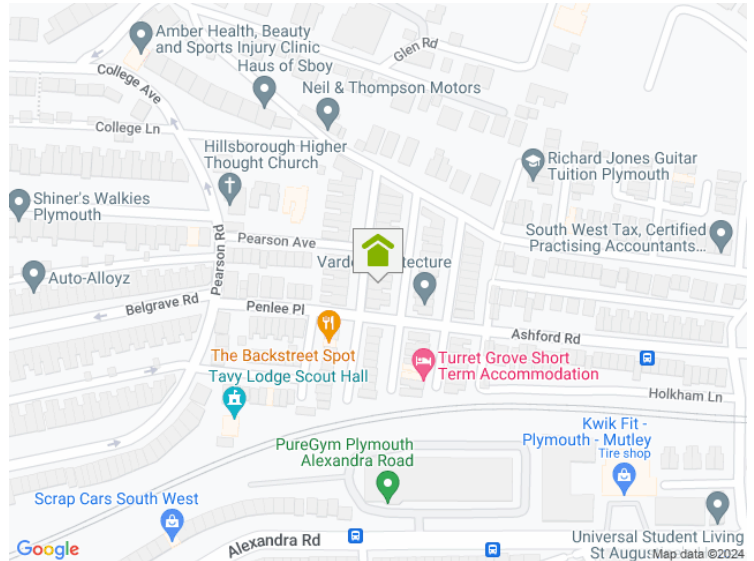 Amber Health, Beauty
and Sports Injury Clinic
Haus of Sboy
Glen Rd
College Ave
Neil & Thompson Motors
College Ln
Hillsborough Higher
Thought Church
Richard Jones Guitar
Tuition Plymouth
Shiner's Walkies
Plymouth
South West Tax, Certified
Practising Accountants...
Pearson Rd
Pearson Ave
Auto-Alloyz
Belgrave Rd
Penlee Pl
Ashford Rd
The Backstreet Spot
Turret Grove Short
Term Accommodation
Tavy Lodge Scout Hall
Holkham Ln
Kwik Fit -
Plymouth - Mutley
Tire shop
PureGym Plymouth
Alexandra Road
Scrap Cars South West
Alexandra Rd
Universal Student Living
Google
Map data ©2024